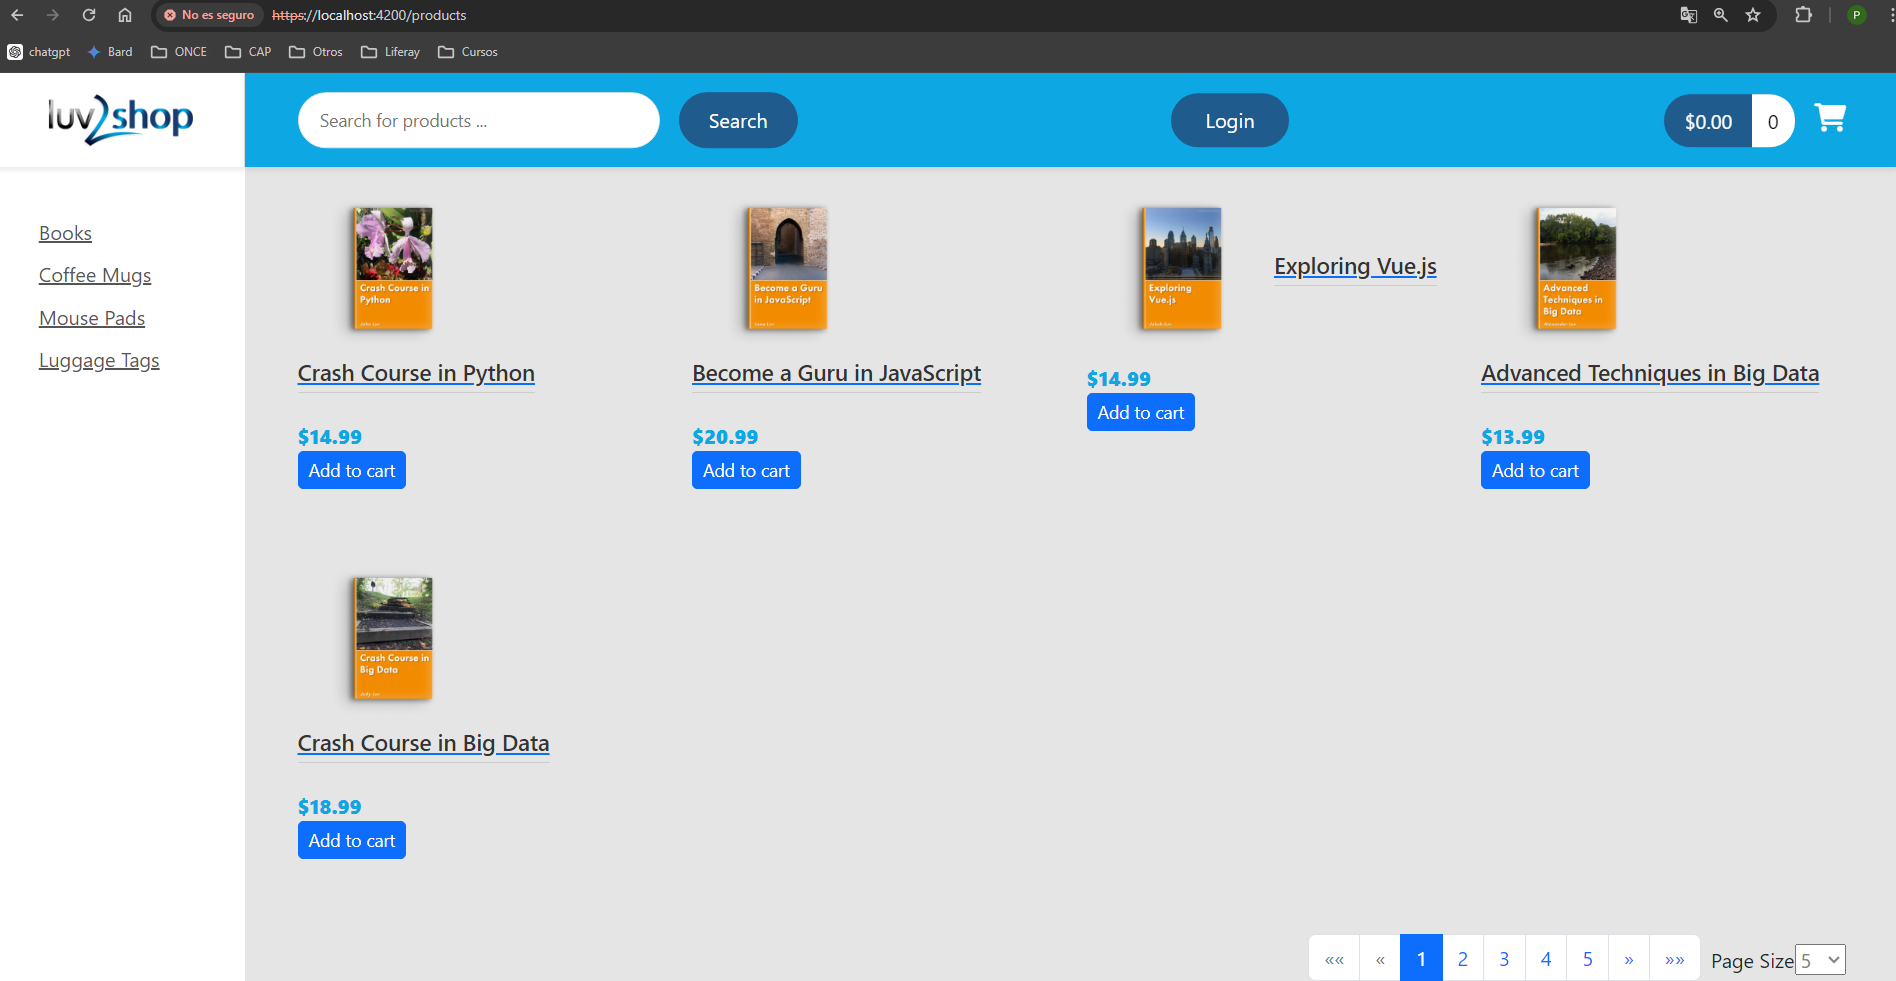 No es seguro
https://localhost:4200/products
chatgpt
Bard
ONCE
CAP
Otros
Liferay
Cursos
luv2shop
Search for products ...
Search
Login
$0.00
0
Books
Coffee Mugs
Mouse Pads
Luggage Tags
Crash Course in
Python
Crash Course in Python
$14.99
Add to cart
Become a Guru
in JavaScript
Become a Guru in JavaScript
$20.99
Add to cart
Exploring
Vue.js
Exploring Vue.js
$14.99
Add to cart
Advanced
Techniques in
Big Data
Advanced Techniques in Big Data
$13.99
Add to cart
Crash Course in
Big Data
Crash Course in Big Data
$18.99
Add to cart
«« « 1 2 3 4 5 » »» Page Size 5
P